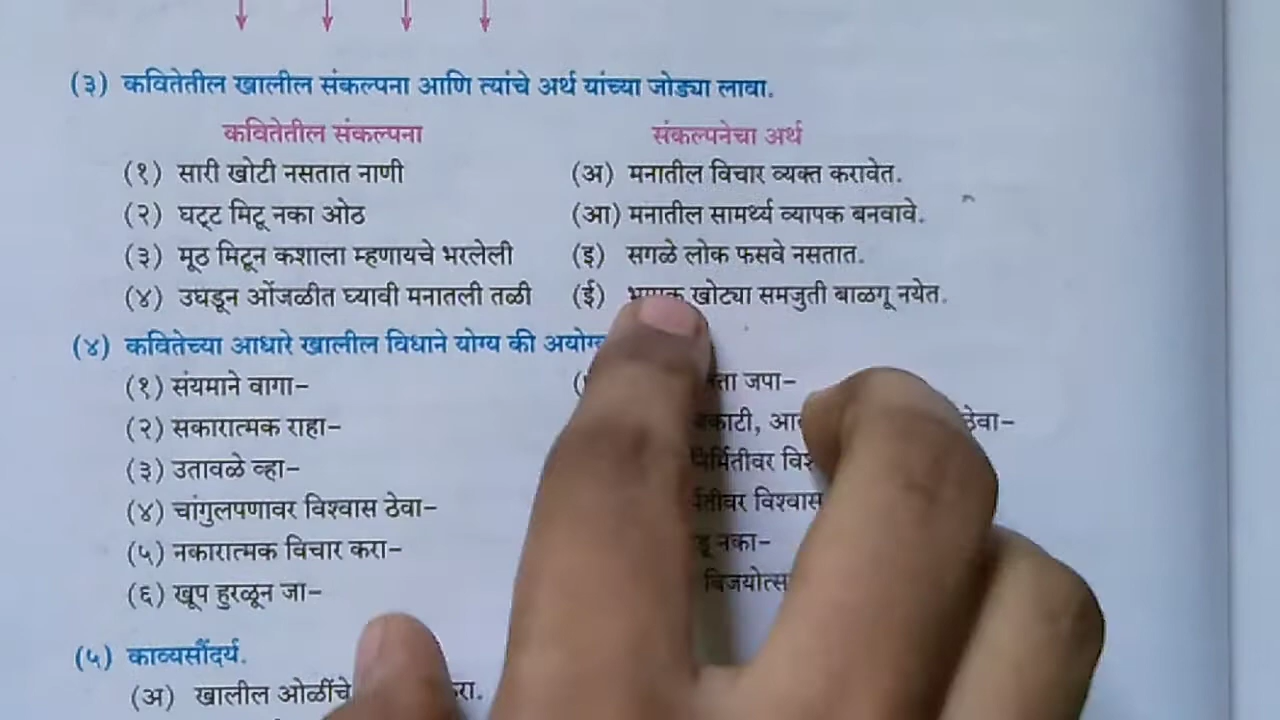 (३) कवितेतील खालील संकल्पना आणि त्यांचे अर्थ यांच्या जोड्या लावा.
कवितेतील संकल्पना संकल्पनेचा अर्थ
(१) सारी खोटी नसतात नाणी (अ) मनातील विचार व्यक्त करावेत.
(२) घट्ट मिटू नका ओठ (आ) मनातील सामर्थ्य व्यापक बनवावे.
(३) मूठ मिटून कशाला म्हणायचे भरलेली (इ) सगळे लोक फसवे नसतात.
(४) उघडून ओंजळीत घ्यावी मनातली तळी (ई) खोट्या समजुती बाळगू नयेत.
(४) कवितेच्या आधारे खालील विधाने योग्य की
(१) संयमाने वागा- जपा-
(२) सकारात्मक राहा-
(३) उतावळे व्हा-
(४) चांगुलपणावर विश्वास ठेवा- विश्वास
(५) नकारात्मक विचार करा- नका-
(६) खूप हुरळून जा-
(५) काव्यसौंदर्य.
(अ) खालील ओळींचे